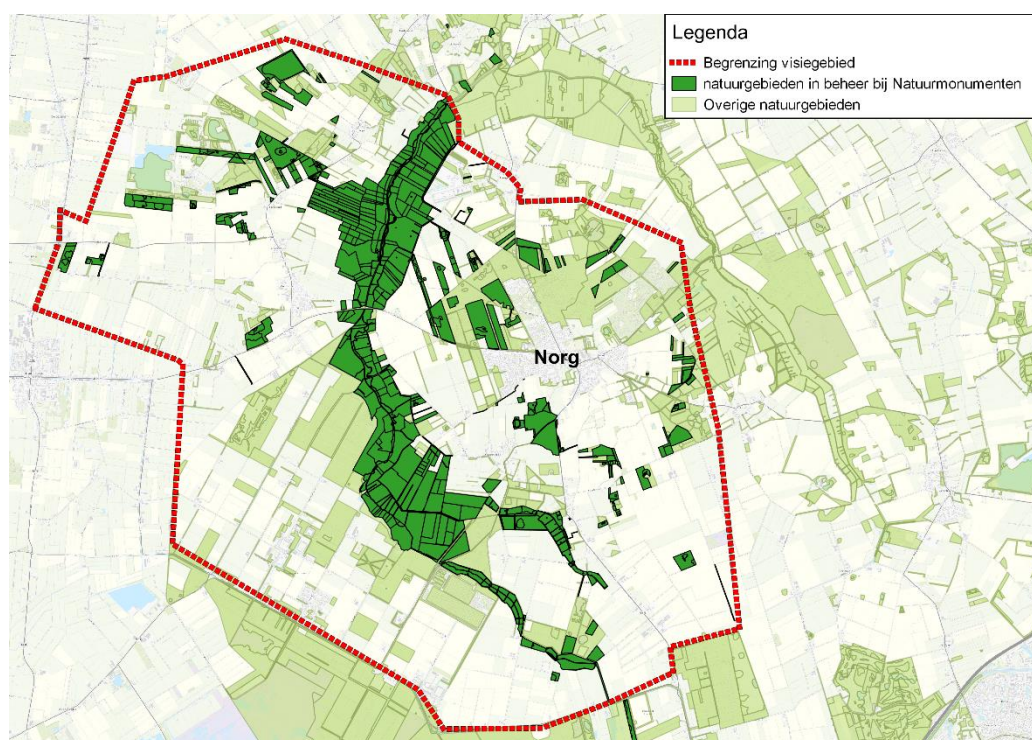 Legenda
Begrenzing visiegebied
natuurgebieden in beheer bij Natuurmonumenten
Overige natuurgebieden
Norg